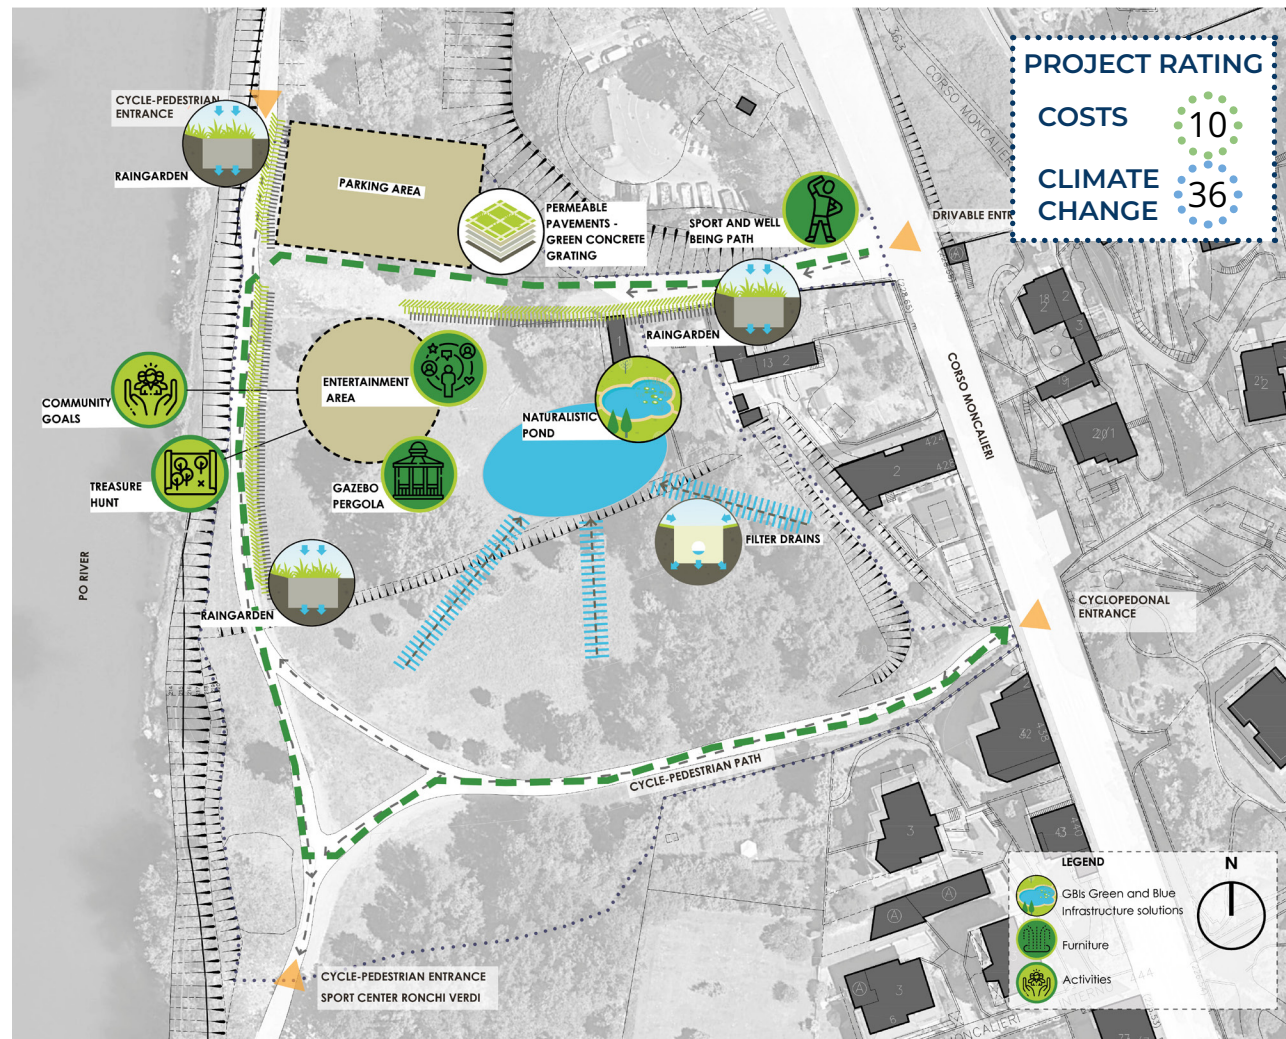 PROJECT RATING
COSTS
10
CLIMATE
CHANGE
36
CYCLE-PEDESTRIAN
ENTRANCE
RAINGARDEN
PARKING AREA
PERMEABLE
PAVEMENTS -
GREEN CONCRETE
GRATING
SPORT AND WELL
BEING PATH
DRIVABLE ENTR
CORSO MONCALIERI
RAINGARDEN
ENTERTAINMENT
AREA
COMMUNITY
GOALS
NATURALISTIC
POND
TREASURE
HUNT
GAZEBO
PERGOLA
FILTER DRAINS
CORSO MONCALIERI
PO RIVER
RAINGARDEN
CYCLOPEDONAL
ENTRANCE
CYCLE-PEDESTRIAN PATH
CYCLE-PEDESTRIAN ENTRANCE
SPORT CENTER RONCHI VERDI
LEGEND
N
GBIs Green and Blue
Infrastructure solutions
Furniture
Activities
MONCALIERI